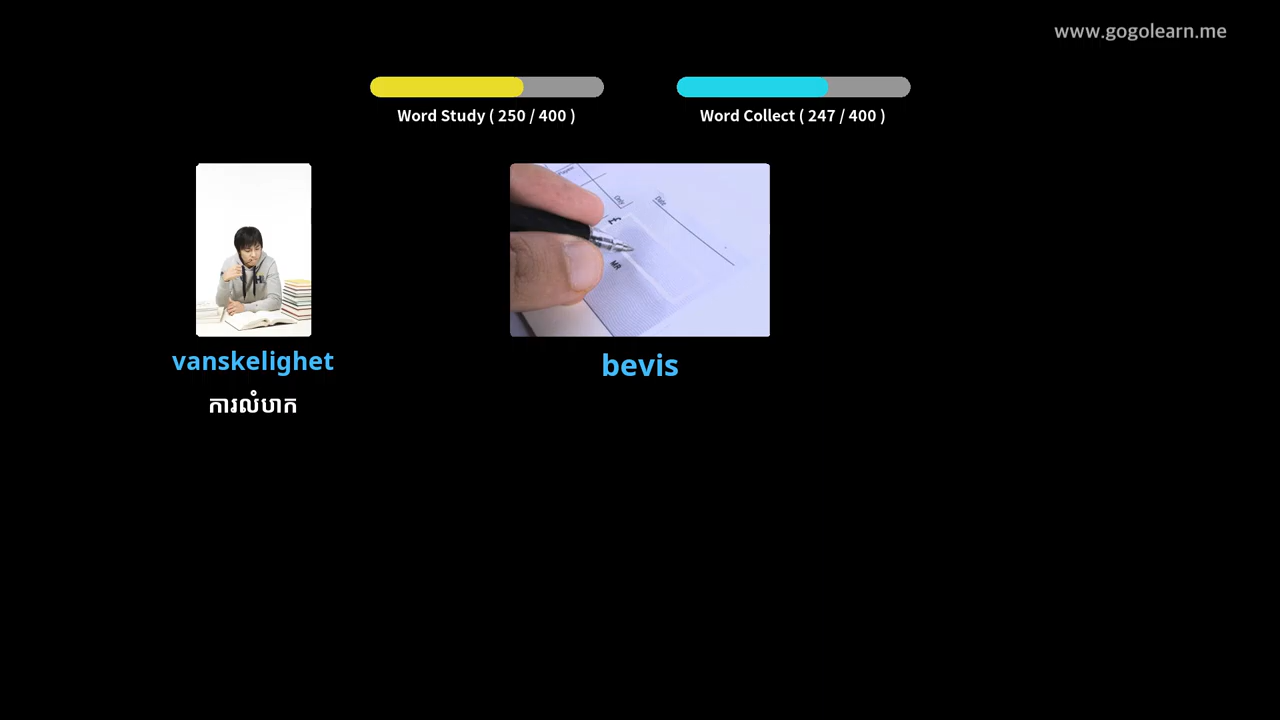 www.gogolearn.me
Word Study ( 250 / 400 )
Word Collect ( 247 / 400 )
vanskelighet
ការលំបាក
bevis